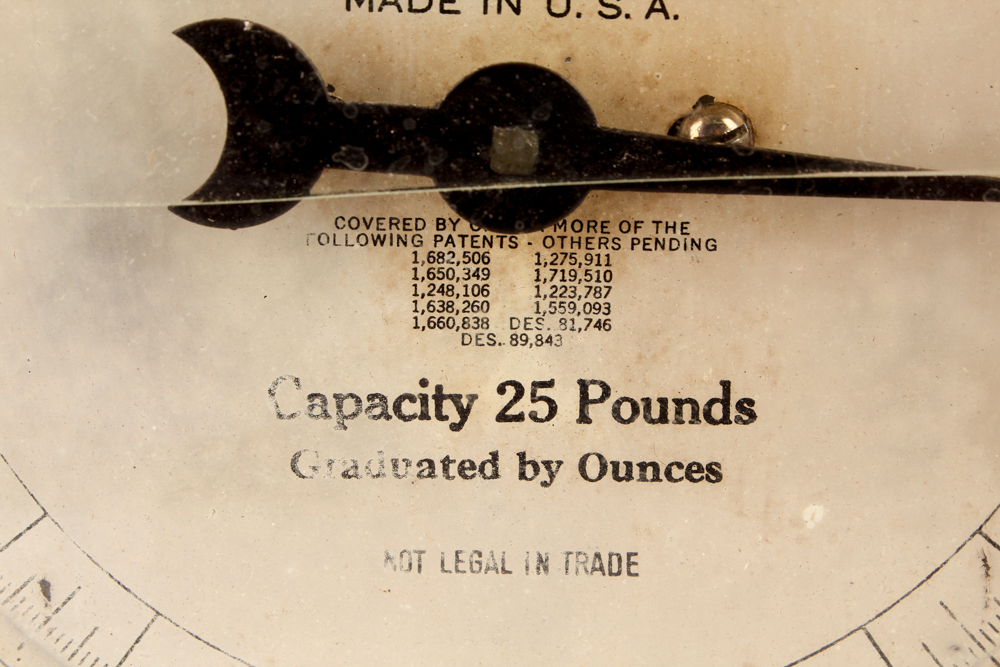 MADE IN U. S. A.
COVERED BY MORE OF THE
FOLLOWING PATENTS - OTHERS PENDING
1,682,506 1,275,911
1,650,349 1,719,510
1,248,106 1,223,787
1,638,260 1,559,093
1,660,838 DES. 81,746
DES. 89,843
Capacity 25 Pounds
Graduated by Ounces
NOT LEGAL IN TRADE